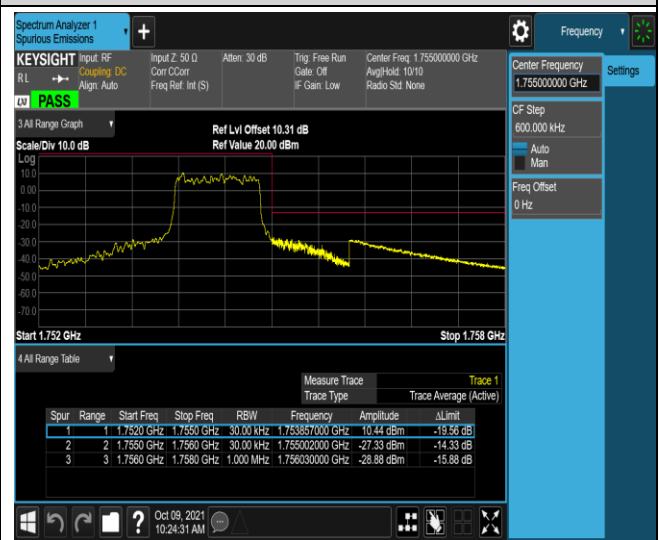 Spectrum Analyzer 1
Spurious Emissions
Frequency
KEYSIGHT Input: RF
Coupling: DC
Align: Auto
RL
Input Z: 50 Ω
Corr CCorr
Freq Ref: Int (S)
Atten: 30 dB
Trig: Free Run
Gate: Off
IF Gain: Low
Center Freq: 1.755000000 GHz
Avg|Hold: 10/10
Radio Std: None
LVI PASS
Center Frequency
1.755000000 GHz
Settings
CF Step
600.000 kHz
Auto
Man
Freq Offset
0 Hz
3 All Range Graph
Ref Lvl Offset 10.31 dB
Scale/Div 10.0 dB
Ref Value 20.00 dBm
Log
10.0
0.00
-10.0
-20.0
-30.0
-40.0
-50.0
-60.0
-70.0
Start 1.752 GHz
Stop 1.758 GHz
4 All Range Table
Measure Trace Trace 1
Trace Type Trace Average (Active)
Spur Range Start Freq Stop Freq RBW Frequency Amplitude ΔLimit
1 1 1.7520 GHz 1.7550 GHz 30.00 kHz 1.753857000 GHz 10.44 dBm -19.56 dB
2 2 1.7550 GHz 1.7560 GHz 30.00 kHz 1.755002000 GHz -27.33 dBm -14.33 dB
3 3 1.7560 GHz 1.7580 GHz 1.000 MHz 1.756030000 GHz -28.88 dBm -15.88 dB
Oct 09, 2021
10:24:31 AM